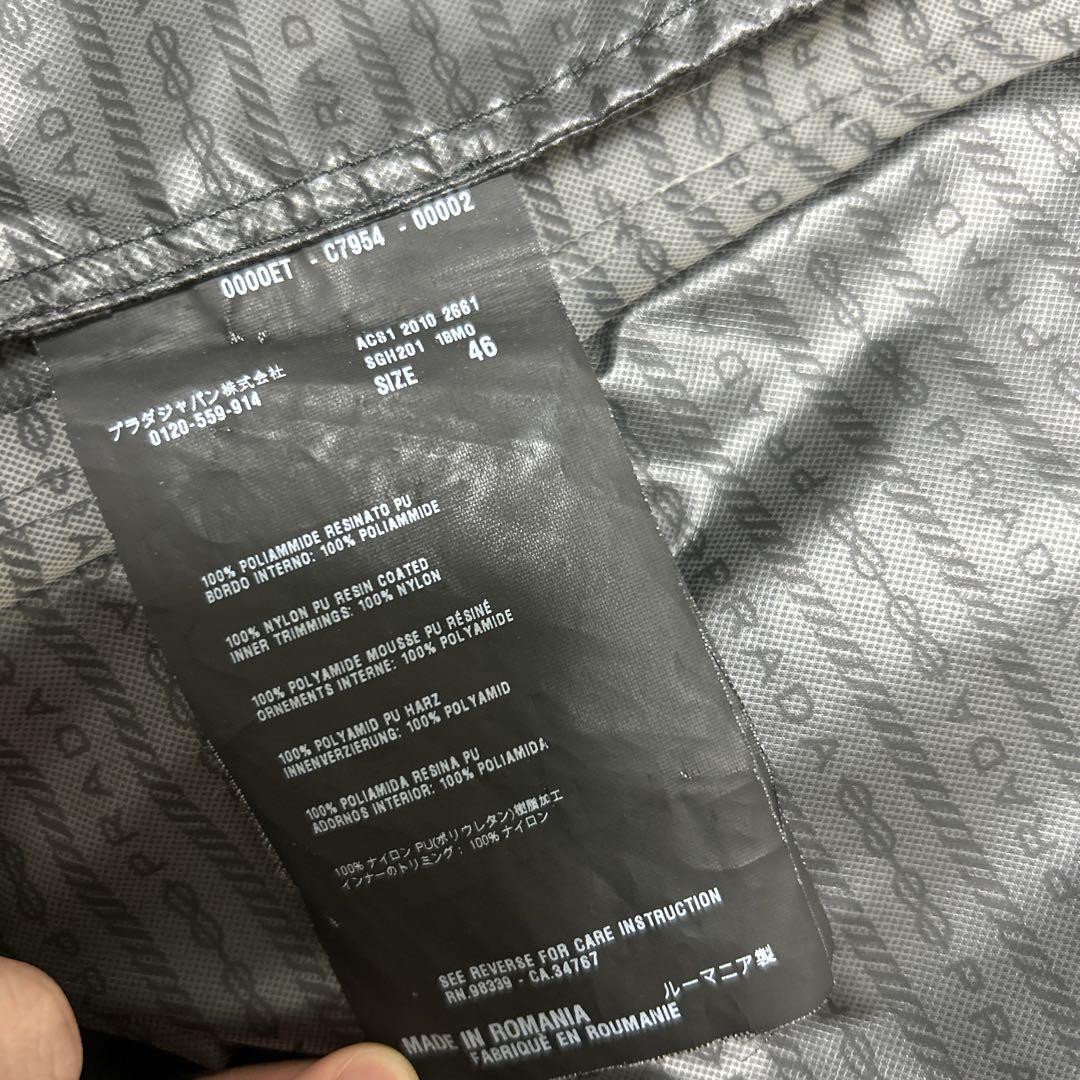 PRADA
0000ET - C7954 - 00002
プラダジャパン株式会社
0120-559-914
ACS1 2010 2661
SGH201 1BMO
SIZE 46
100% POLIAMMIDE RESINATO PU
BORDO INTERNO: 100% POLIAMMIDE
100% NYLON PU RESIN COATED
INNER TRIMMINGS: 100% NYLON
100% POLYAMIDE MOUSSE PU RÉSINÉ
ORNEMENTS INTERNE: 100% POLYAMIDE
100% POLYAMID PU HARZ
INNENVERZIERUNG: 100% POLYAMID
100% POLIAMIDA RESINA PU
ADORNOS INTERIOR: 100% POLIAMIDA
100% ナイロン PU(ポリウレタン)樹脂加工
インナーのトリミング: 100% ナイロン
SEE REVERSE FOR CARE INSTRUCTION
RN.98339 - CA.34767
ルーマニア製
MADE IN ROMANIA
FABRIQUÉ EN ROUMANIE
PRADA
PRADA